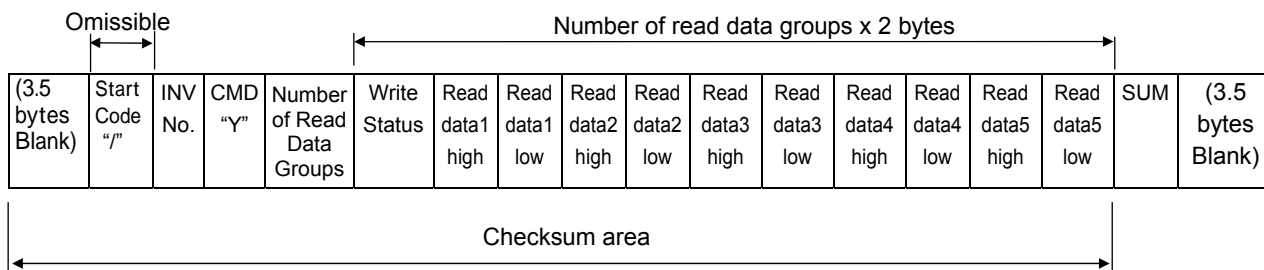 Omissible
Number of read data groups x 2 bytes
(3.5 bytes Blank)
Start Code "/"
INV No.
CMD "Y"
Number of Read Data Groups
Write Status
Read data1 high
Read data1 low
Read data2 high
Read data2 low
Read data3 high
Read data3 low
Read data4 high
Read data4 low
Read data5 high
Read data5 low
SUM
(3.5 bytes Blank)
Checksum area